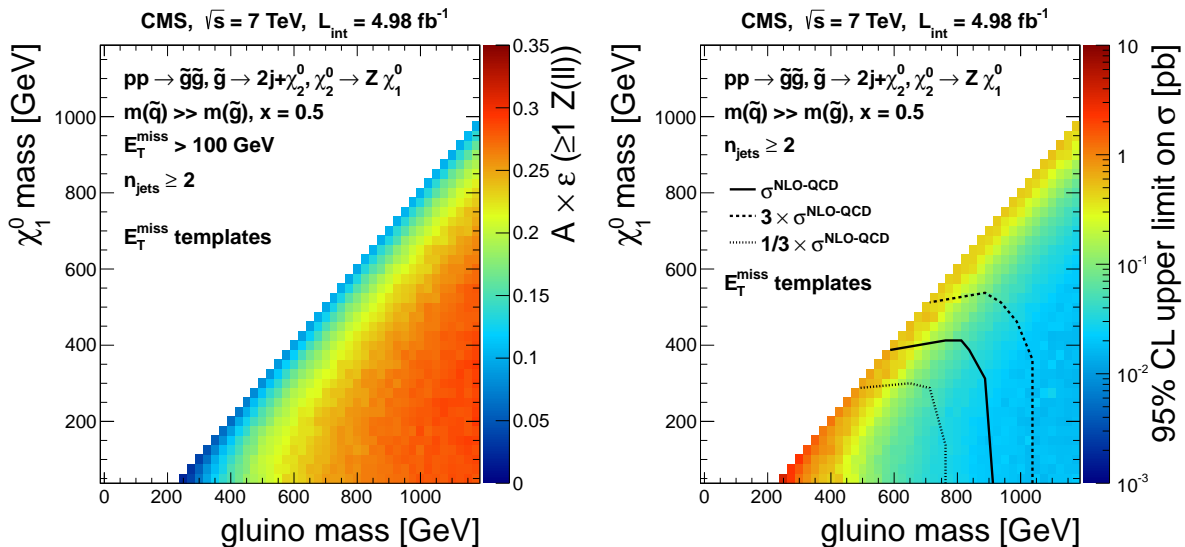 CMS, √s = 7 TeV, L_int = 4.98 fb⁻¹
pp → g̃g̃, g̃ → 2j+χ₂⁰, χ₂⁰ → Z χ₁⁰
m(q̃) >> m(g̃), x = 0.5
E_T^miss > 100 GeV
n_jets ≥ 2
E_T^miss templates
χ₁⁰ mass [GeV]
1000
800
600
400
200
0 200 400 600 800 1000
gluino mass [GeV]
0.35
0.3
0.25
0.2
0.15
0.1
0.05
0
A × ε (≥1 Z(ll))
CMS, √s = 7 TeV, L_int = 4.98 fb⁻¹
pp → g̃g̃, g̃ → 2j+χ₂⁰, χ₂⁰ → Z χ₁⁰
m(q̃) >> m(g̃), x = 0.5
n_jets ≥ 2
σ^NLO-QCD
3 × σ^NLO-QCD
1/3 × σ^NLO-QCD
E_T^miss templates
χ₁⁰ mass [GeV]
1000
800
600
400
200
0 200 400 600 800 1000
gluino mass [GeV]
10
1
10⁻¹
10⁻²
10⁻³
95% CL upper limit on σ [pb]